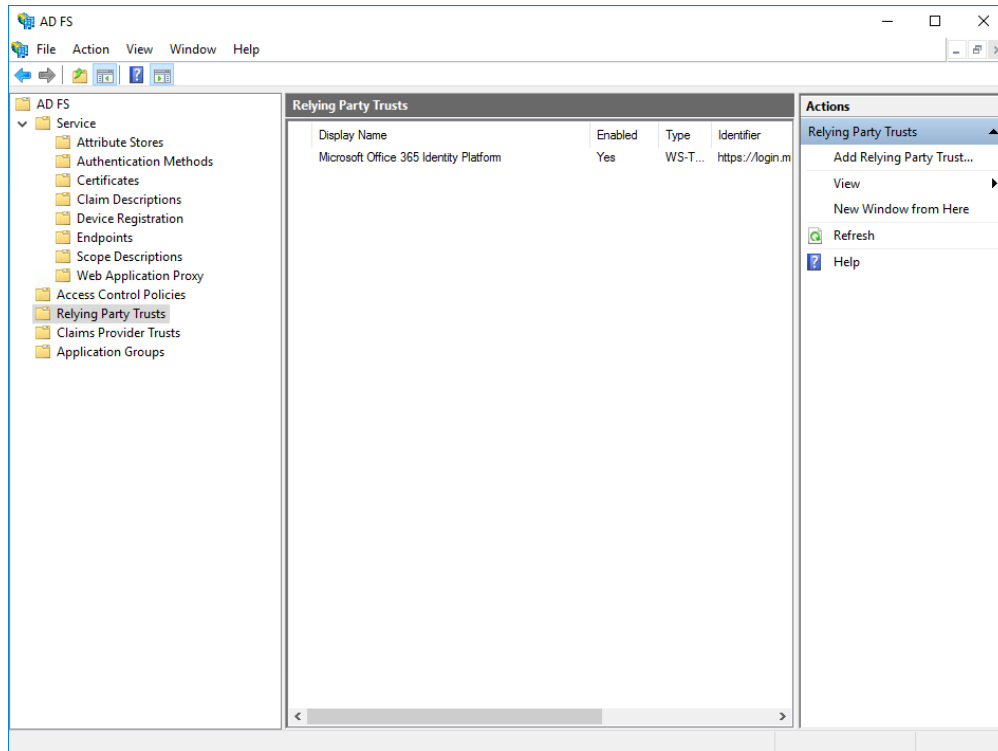 AD FS
File Action View Window Help
AD FS
Service
Attribute Stores
Authentication Methods
Certificates
Claim Descriptions
Device Registration
Endpoints
Scope Descriptions
Web Application Proxy
Access Control Policies
Relying Party Trusts
Claims Provider Trusts
Application Groups
Relying Party Trusts
Display Name Enabled Type Identifier
Microsoft Office 365 Identity Platform Yes WS-T... https://login.m
Actions
Relying Party Trusts
Add Relying Party Trust...
View
New Window from Here
Refresh
Help